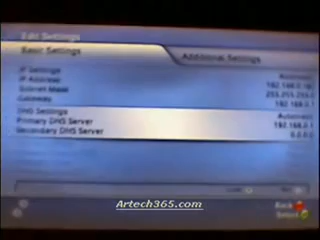 Edit Settings
Basic Settings
Additional Settings
IP Settings
Automatic
IP Address
Subnet Mask
255.255.255.
Gateway
192.168.0.1
DNS Settings
Automatic
Primary DNS Server
192.168.0.1
Secondary DNS Server
0.0.0.0
Back
Select
Artech365.com